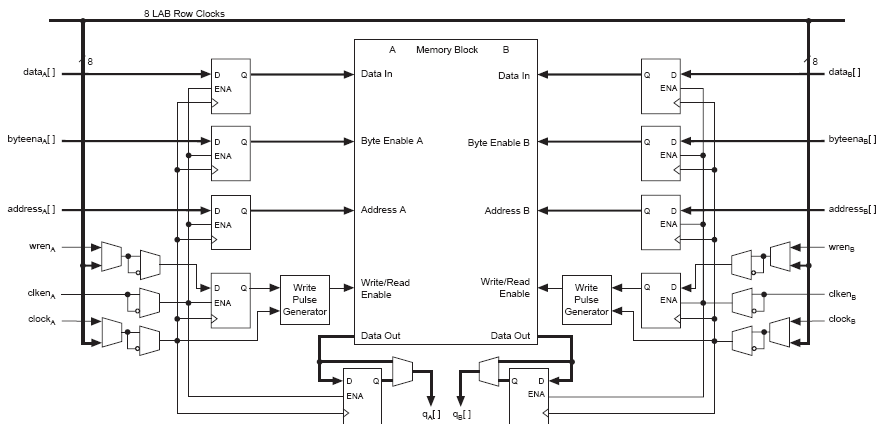 8 LAB Row Clocks
A Memory Block B
8
8
dataA[ ]
D Q
ENA
Data In
Data In
Q D
ENA
dataB[ ]
byteenaA[ ]
D Q
ENA
Byte Enable A
Byte Enable B
Q D
ENA
byteenaB[ ]
addressA[ ]
D Q
ENA
Address A
Address B
Q D
ENA
addressB[ ]
wrenA
wrenB
D Q
ENA
Write
Pulse
Generator
Write/Read
Enable
Write/Read
Enable
Write
Pulse
Generator
Q D
ENA
clkenA
clkenB
clockA
clockB
Data Out
Data Out
D Q
ENA
qA[ ]
qB[ ]
Q D
ENA